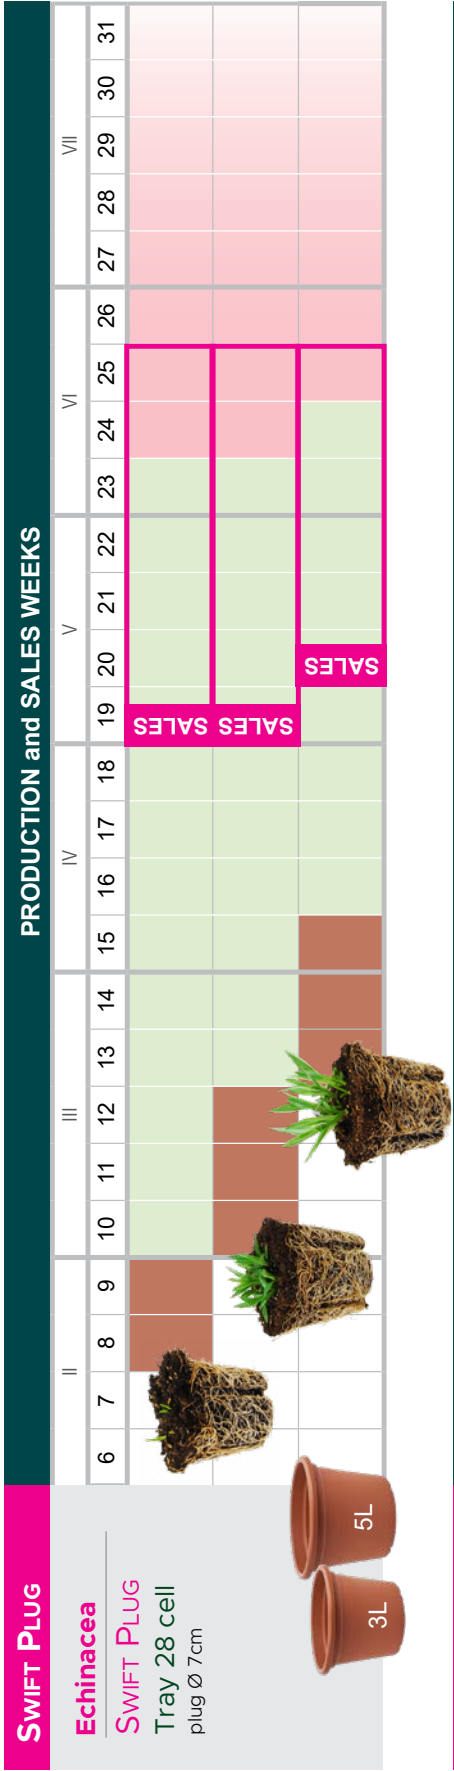 SWIFT PLUG
PRODUCTION and SALES WEEKS
Echinacea
SWIFT PLUG
Tray 28 cell
plug Ø 7cm
3L
5L
II III IV V VI VII
6 7 8 9 10 11 12 13 14 15 16 17 18 19 20 21 22 23 24 25 26 27 28 29 30 31
SALES
SALES
SALES